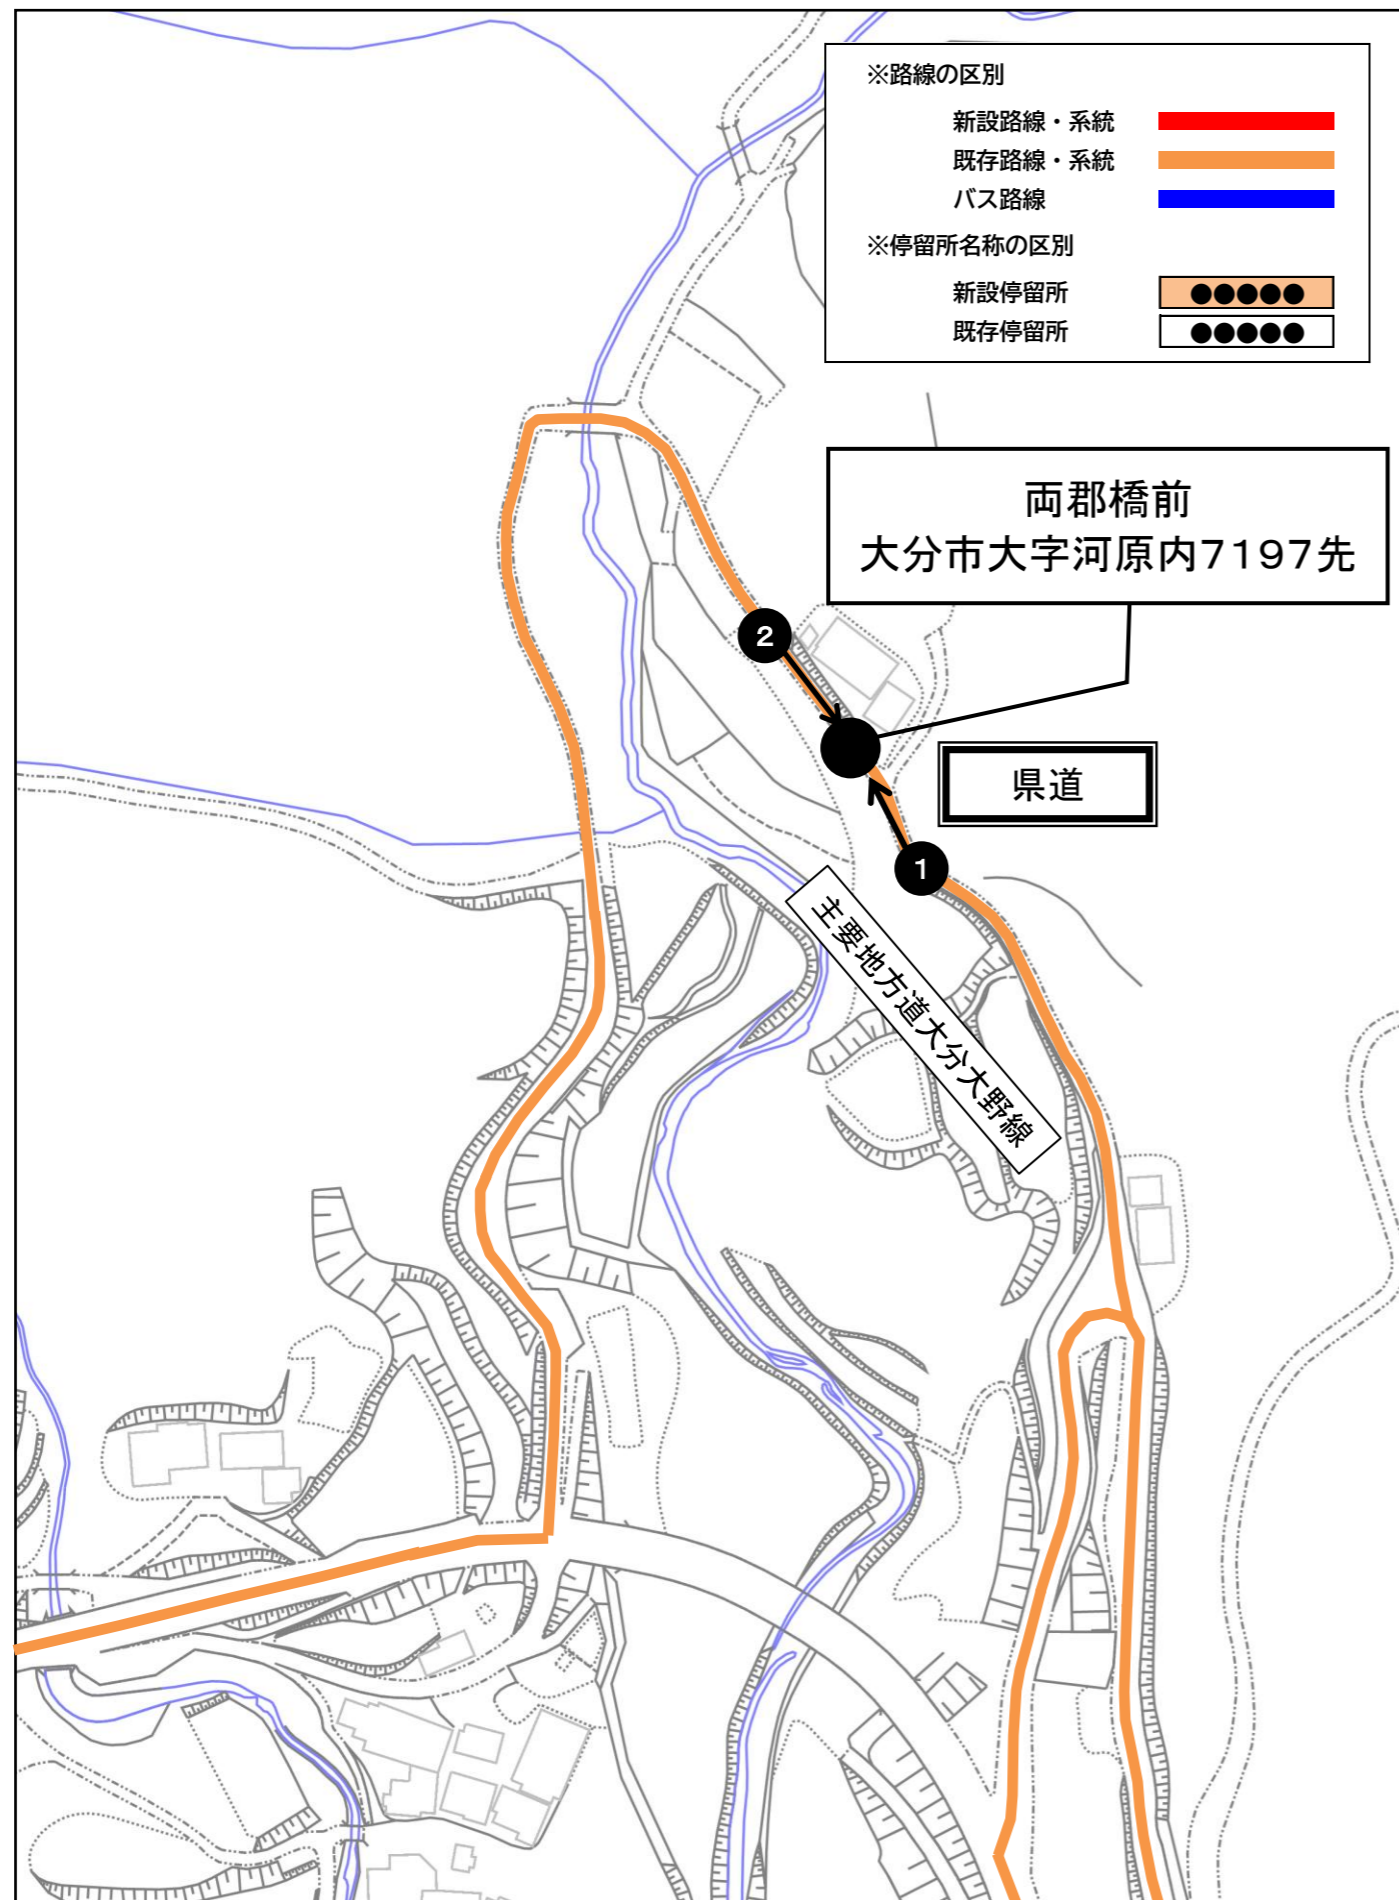 ※路線の区別
新設路線・系統
既存路線・系統
バス路線
※停留所名称の区別
新設停留所 ●●●●●
既存停留所 ●●●●●
両郡橋前
大分市大字河原内7197先
2
県道
1
主要地方道大分大野線